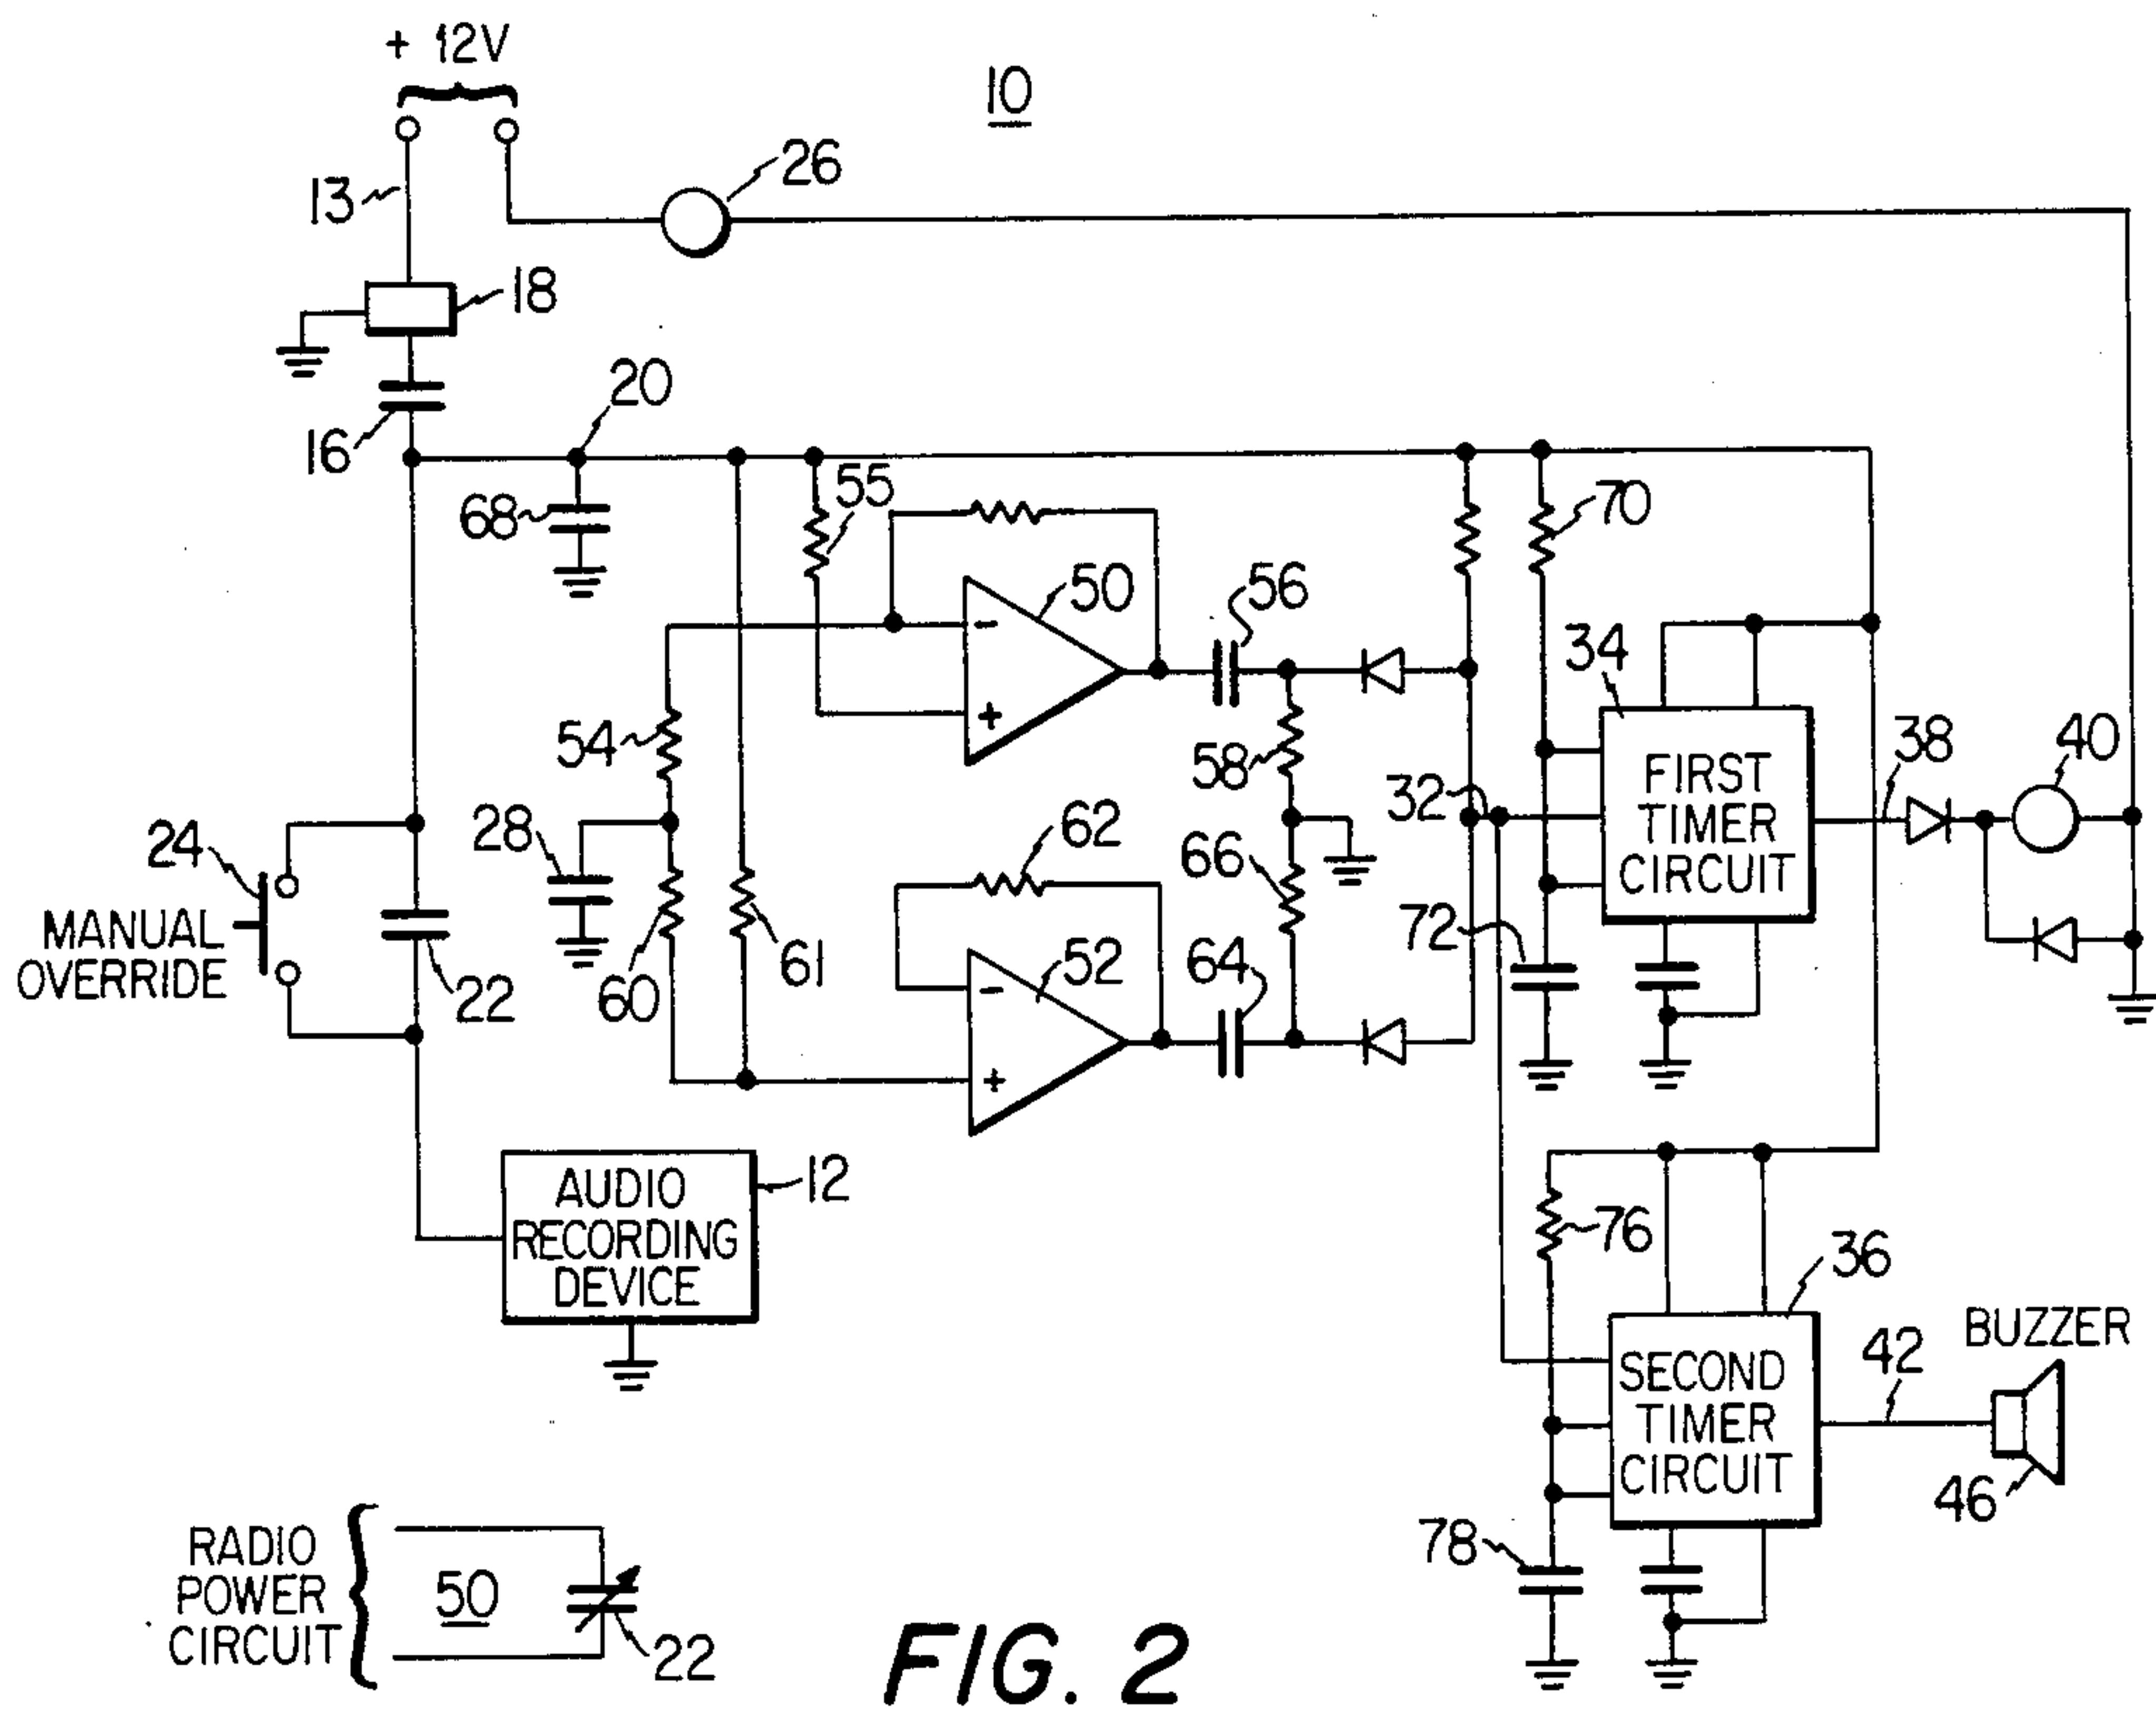 + 12V
10
26
13
18
20
16
68
55
70
50
56
34
54
58
32
38
40
FIRST
TIMER
CIRCUIT
24
28
62
66
MANUAL
OVERRIDE
22
60
61
52
64
72
-
+
-
+
AUDIO
RECORDING
DEVICE
12
76
36
SECOND
TIMER
CIRCUIT
42
BUZZER
46
78
RADIO
POWER
CIRCUIT
50
22
FIG. 2